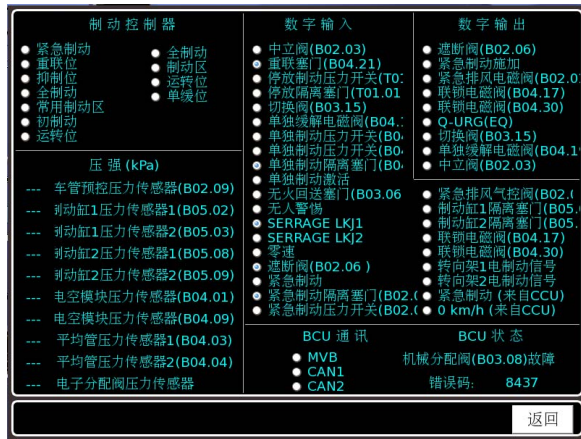 制动控制器
紧急制动
重联位
抑制位
全制动
常用制动区
初制动
运转位
全制动
制动区
运转位
单缓位
压强(kPa)
--- 车管预控压力传感器(B02.09)
--- 制动缸1压力传感器1(B05.02)
--- 制动缸1压力传感器2(B05.03)
--- 制动缸2压力传感器1(B05.08)
--- 制动缸2压力传感器2(B05.09)
--- 电空模块压力传感器(B04.01)
--- 电空模块压力传感器(B04.09)
--- 平均管压力传感器1(B04.03)
--- 平均管压力传感器2(B04.04)
--- 电子分配阀压力传感器
数字输入
中立阀(B02.03)
重联塞门(B04.21)
停放制动压力开关(T01
停放隔离塞门(T01.01
切换阀(B03.15)
单独缓解电磁阀(B04.
单独制动压力开关(B0
单独制动压力开关(B0
单独制动隔离塞门(B0
单独制动激活
无火回送塞门(B03.06
无人警惕
SERRAGE LKJ1
SERRAGE LKJ2
零速
遮断阀(B02.06 )
紧急制动
紧急制动隔离塞门(B02.0
紧急制动压力开关(B02.0
数字输出
遮断阀(B02.06)
紧急制动施加
紧急排风电磁阀(B02.0
联锁电磁阀(B04.17)
联锁电磁阀(B04.30)
Q-URG(EQ)
切换阀(B03.15)
单独缓解电磁阀(B04.1
中立阀(B02.03)
紧急排风气控阀(B02.0
制动缸1隔离塞门(B05.
制动缸2隔离塞门(B05.
联锁电磁阀(B04.17)
联锁电磁阀(B04.30)
转向架1电制动信号
转向架2电制动信号
紧急制动 (来自CCU)
0 km/h (来自CCU)
BCU 通讯
MVB
CAN1
CAN2
BCU 状态
机械分配阀(B03.08)故障
错误码: 8437
返回